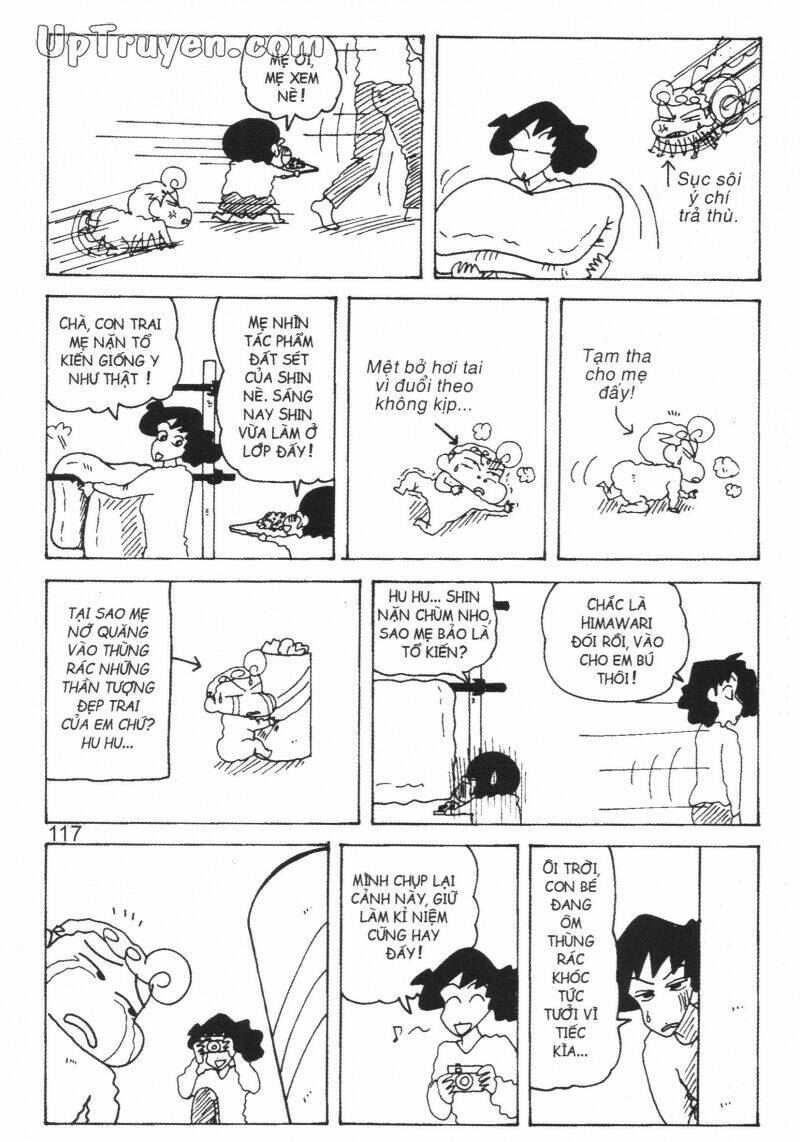 UpTruyen.com
Sục sôi
ý chí
trả thù.
MẸ ƠI,
MẸ XEM
NÈ!
Tạm tha
cho mẹ
đấy!
Mệt bở hơi tai
vì đuổi theo
không kịp...
MẸ NHÌN
TÁC PHẨM
ĐẤT SÉT
CỦA SHIN
NÈ. SÁNG
NAY SHIN
VỪA LÀM Ở
LỚP ĐẤY!
CHÀ, CON TRAI
MẸ NẶN TỔ
KIẾN GIỐNG Y
NHƯ THẬT !
CHẮC LÀ
HIMAWARI
ĐÓI RỒI, VÀO
CHO EM BÚ
THÔI!
HU HU... SHIN
NẶN CHÙM NHO,
SAO MẸ BẢO LÀ
TỔ KIẾN?
TẠI SAO MẸ
NỠ QUĂNG
VÀO THÙNG
RÁC NHỮNG
THẦN TƯỢNG
ĐẸP TRAI
CỦA EM CHỨ?
HU HU...
117
ÔI TRỜI,
CON BÉ
ĐANG
ÔM
THÙNG
RÁC
KHÓC
TỨC
TƯỞI VÌ
TIẾC
KÌA...
MÌNH CHỤP LẠI
CẢNH NÀY, GIỮ
LÀM KỈ NIỆM
CŨNG HAY
ĐẤY!